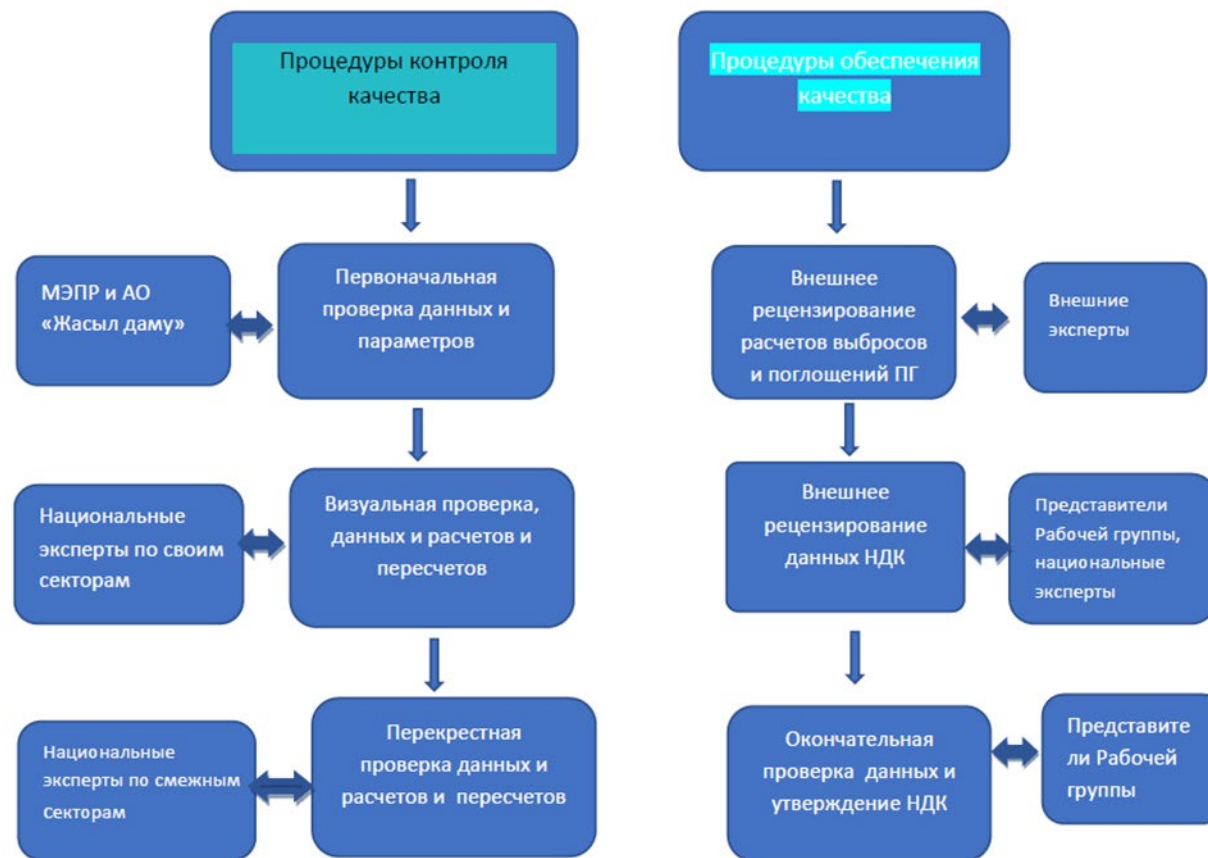 Процедуры контроля
качества
Процедуры обеспечения
качества
МЭПР и АО
«Жасыл даму»
Первоначальная
проверка данных и
параметров
Внешнее
рецензирование
расчетов выбросов
и поглощений ПГ
Внешние
эксперты
Национальные
эксперты по своим
секторам
Визуальная проверка,
данных и расчетов и
пересчетов
Внешнее
рецензирование
данных НДК
Представители
Рабочей группы,
национальные
эксперты
Национальные
эксперты по смежным
Секторам
Перекрестная
проверка данных и
расчетов и пересчетов
Окончательная
проверка данных и
утверждение НДК
Представите
ли Рабочей
группы